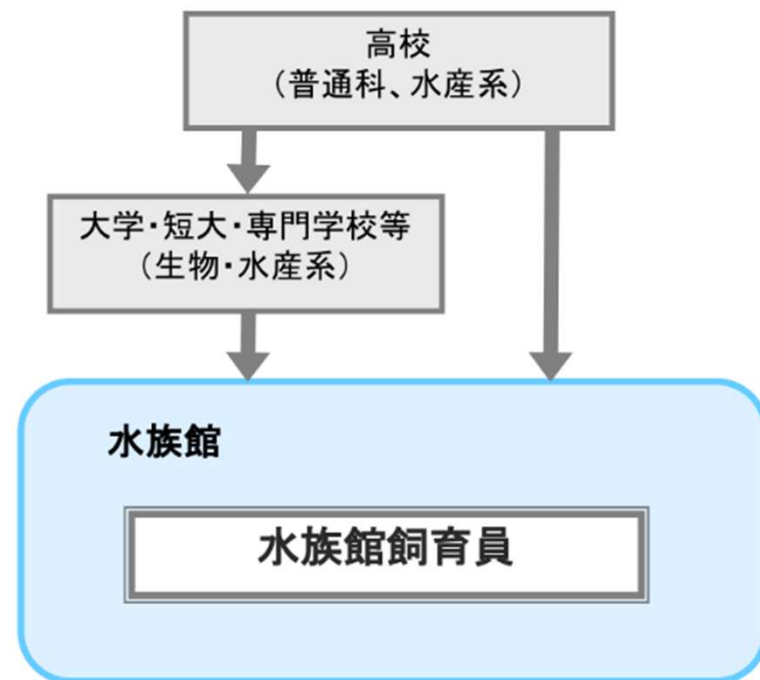 高校
（普通科、水産系）
大学・短大・専門学校等
（生物・水産系）
水族館
水族館飼育員